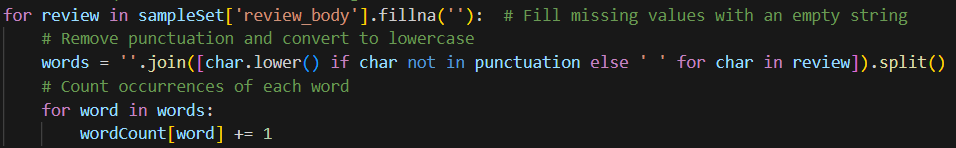 for review in sampleSet['review_body'].fillna(''):  # Fill missing values with an empty string
    # Remove punctuation and convert to lowercase
    words = ''.join([char.lower() if char not in punctuation else ' ' for char in review]).split()
    # Count occurrences of each word
    for word in words:
        wordCount[word] += 1